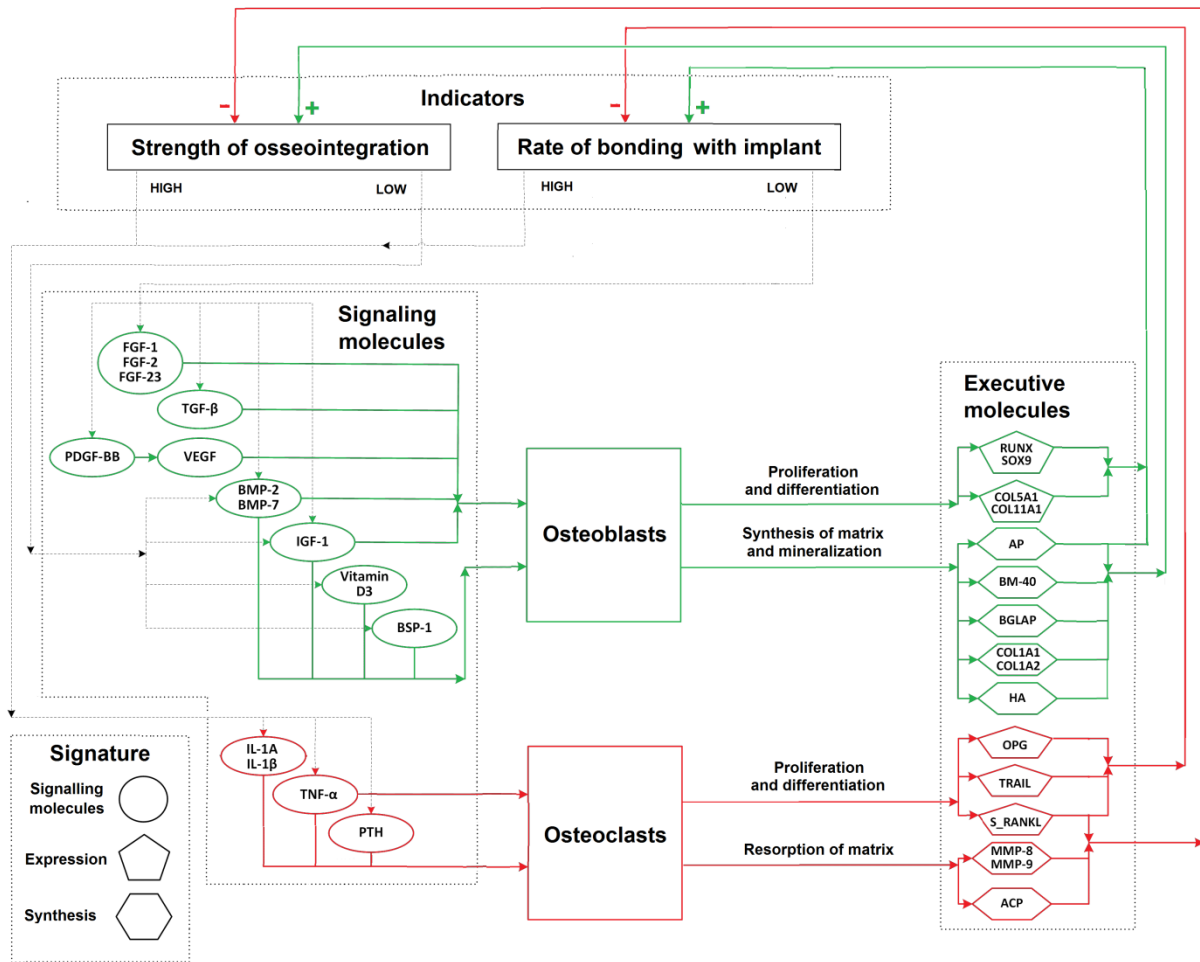 Indicators
-
+
-
+
Strength of osseointegration
Rate of bonding with implant
HIGH
LOW
HIGH
LOW
Signaling
molecules
FGF-1
FGF-2
FGF-23
TGF-β
PDGF-BB
VEGF
BMP-2
BMP-7
IGF-1
Vitamin
D3
BSP-1
Osteoblasts
Proliferation
and differentiation
Synthesis of matrix
and mineralization
Executive
molecules
RUNX
SOX9
COL5A1
COL11A1
AP
BM-40
BGLAP
COL1A1
COL1A2
HA
IL-1A
IL-1β
TNF-α
PTH
Osteoclasts
Proliferation
and differentiation
Resorption of matrix
OPG
TRAIL
S_RANKL
MMP-8
MMP-9
ACP
Signature
Signalling
molecules
Expression
Synthesis